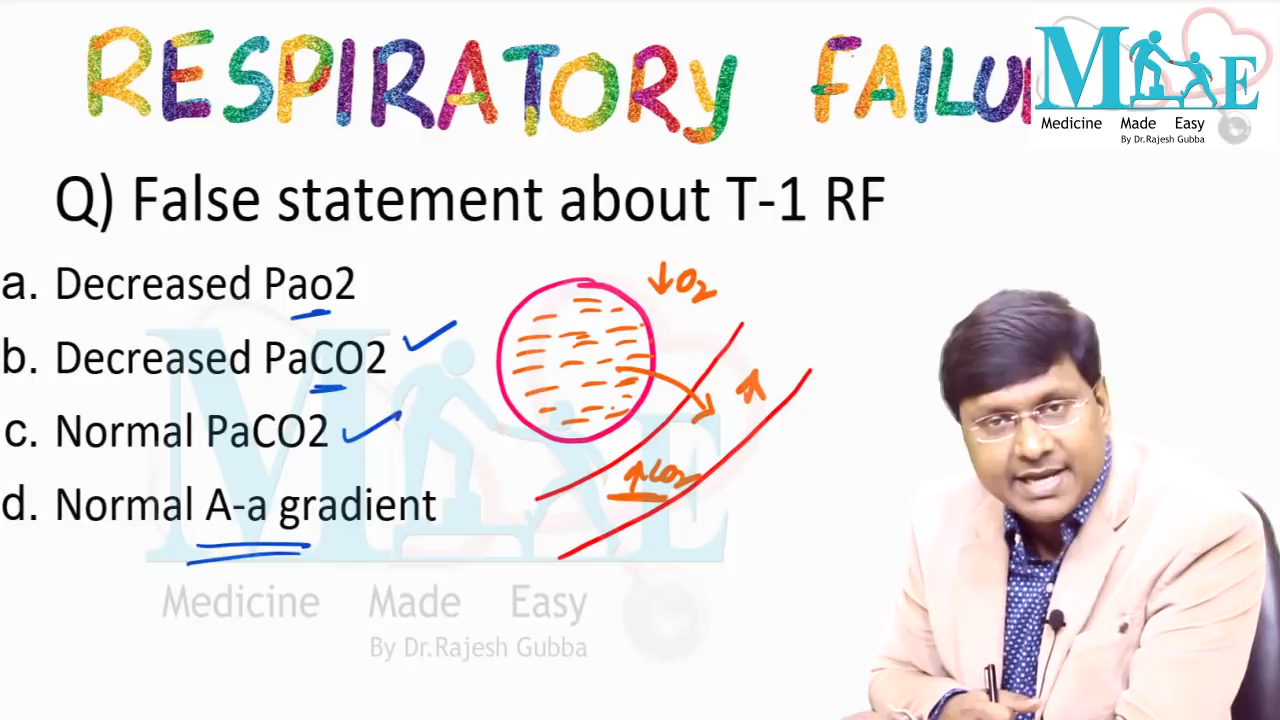 RESPIRATORY FAILU
MME
Medicine Made Easy
By Dr.Rajesh Gubba
Q) False statement about T-1 RF
a. Decreased Pao2
b. Decreased PaCO2
c. Normal PaCO2
d. Normal A-a gradient
↓O2
↑CO2
Medicine Made Easy
By Dr.Rajesh Gubba